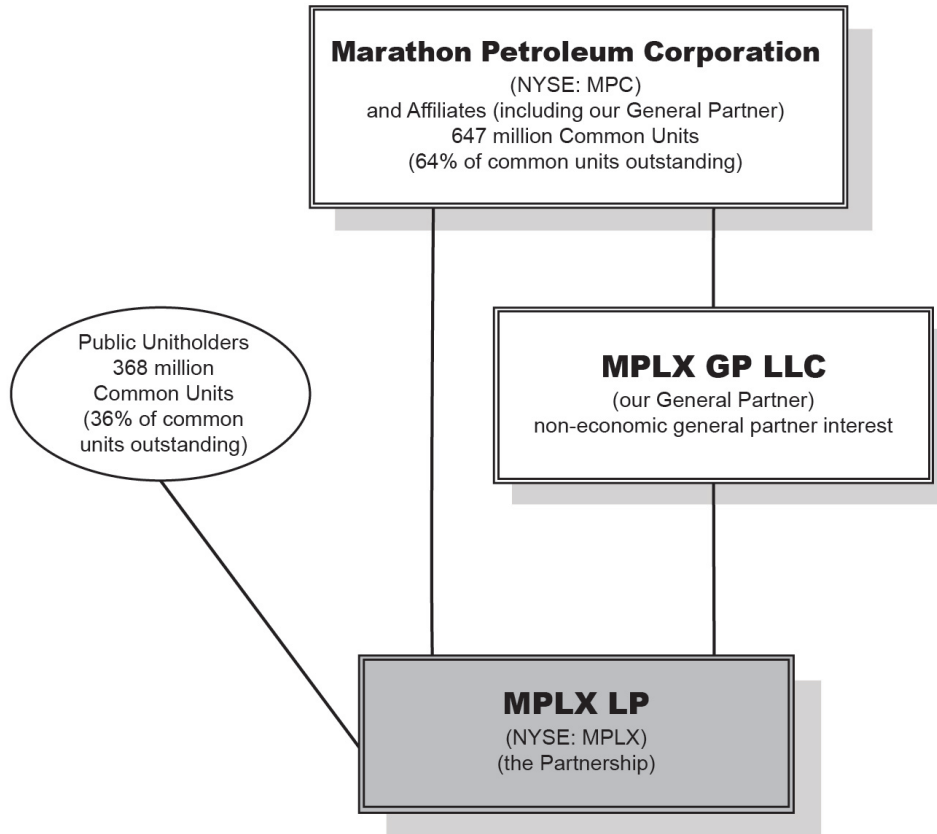 Marathon Petroleum Corporation
(NYSE: MPC)
and Affiliates (including our General Partner)
647 million Common Units
(64% of common units outstanding)
Public Unitholders
368 million
Common Units
(36% of common
units outstanding)
MPLX GP LLC
(our General Partner)
non-economic general partner interest
MPLX LP
(NYSE: MPLX)
(the Partnership)